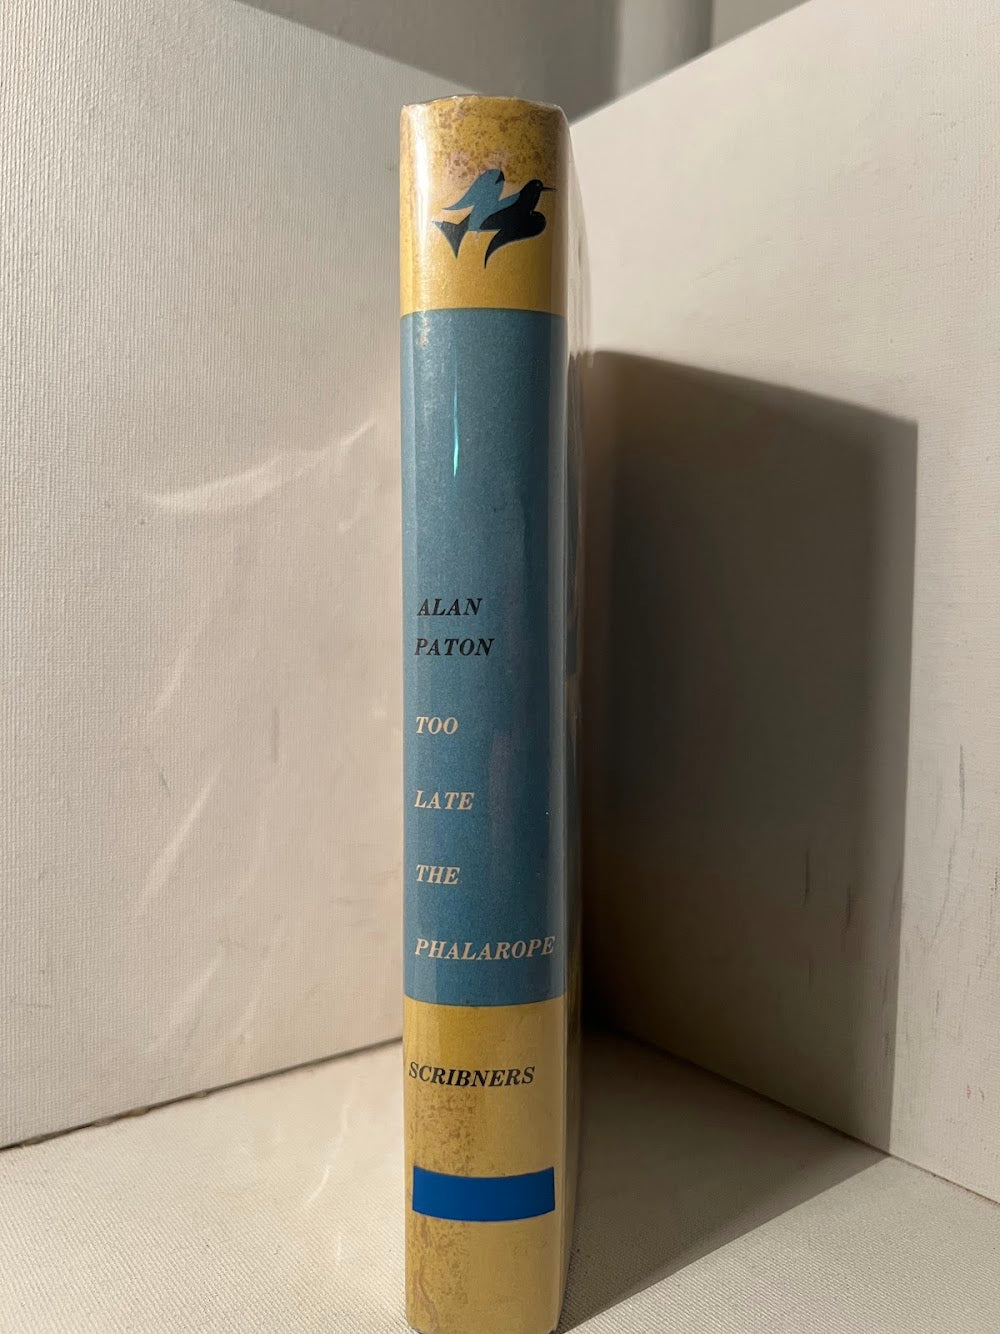 ALAN
PATON
TOO
LATE
THE
PHALAROPE
SCRIBNERS